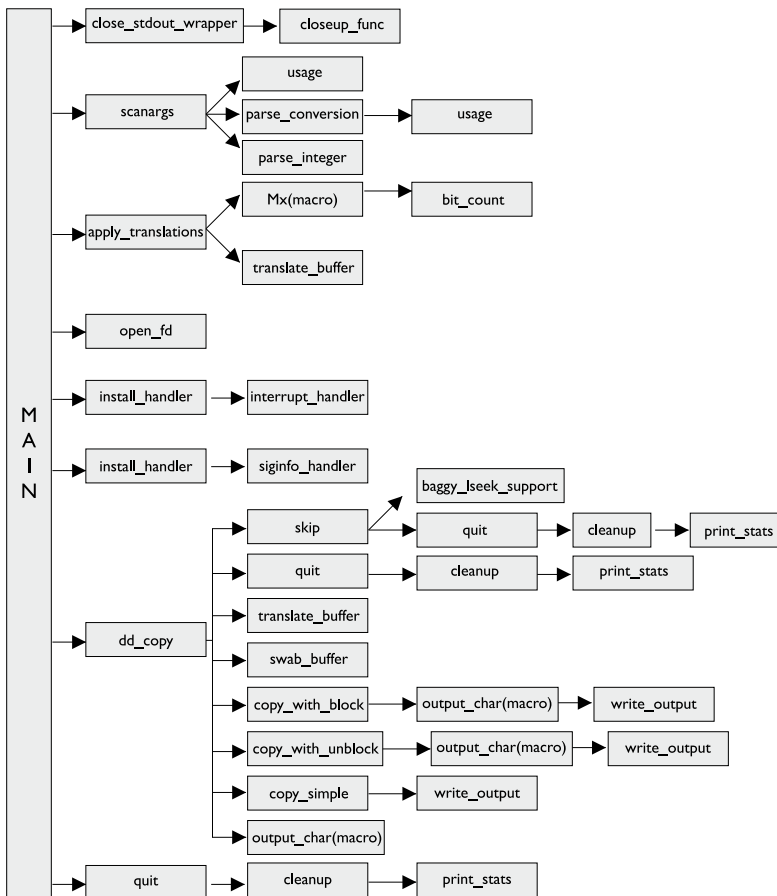 MAIN
close_stdout_wrapper
closeup_func
scanargs
usage
parse_conversion
usage
parse_integer
apply_translations
Mx(macro)
bit_count
translate_buffer
open_fd
install_handler
interrupt_handler
install_handler
siginfo_handler
dd_copy
skip
baggy_lseek_support
quit
cleanup
print_stats
quit
cleanup
print_stats
translate_buffer
swab_buffer
copy_with_block
output_char(macro)
write_output
copy_with_unblock
output_char(macro)
write_output
copy_simple
write_output
output_char(macro)
quit
cleanup
print_stats